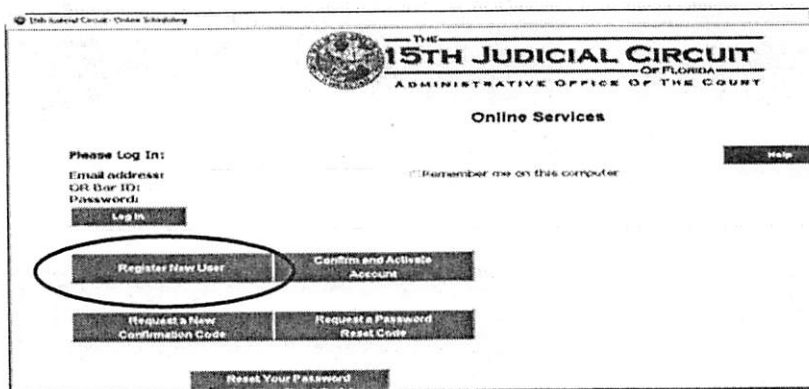 15th Judicial Circuit - Online Scheduling
THE
15TH JUDICIAL CIRCUIT
OF FLORIDA
ADMINISTRATIVE OFFICE OF THE COURT
Online Services
Please Log In:
Help
Email address:
Remember me on this computer
OR Bar ID:
Password:
Log In
Register New User
Confirm and Activate
Account
Request a New
Confirmation Code
Request a Password
Reset Code
Reset Your Password